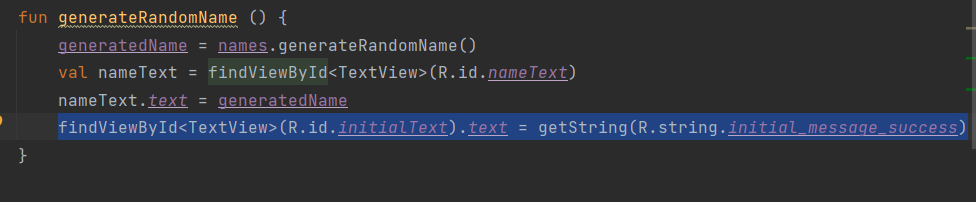 fun generateRandomName () {
generatedName = names.generateRandomName()
val nameText = findViewById<TextView>(R.id.nameText)
nameText.text = generatedName
findViewById<TextView>(R.id.initialText).text = getString(R.string.initial_message_success)
}